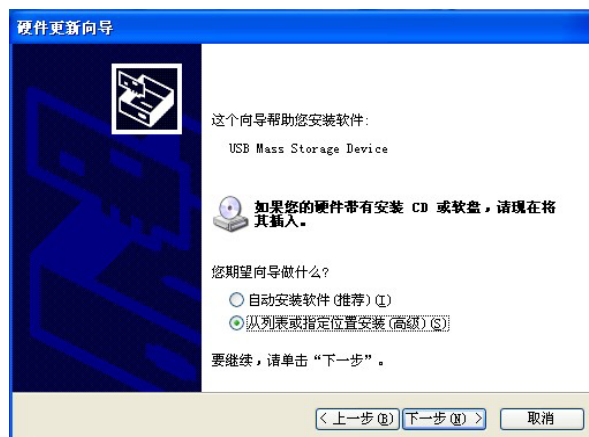 硬件更新向导
这个向导帮助您安装软件:
USB Mass Storage Device
如果您的硬件带有安装 CD 或软盘，请现在将
其插入。
您期望向导做什么?
自动安装软件(推荐)(I)
从列表或指定位置安装(高级)(S)
要继续，请单击“下一步”。
< 上一步(B) 下一步(N) > 取消